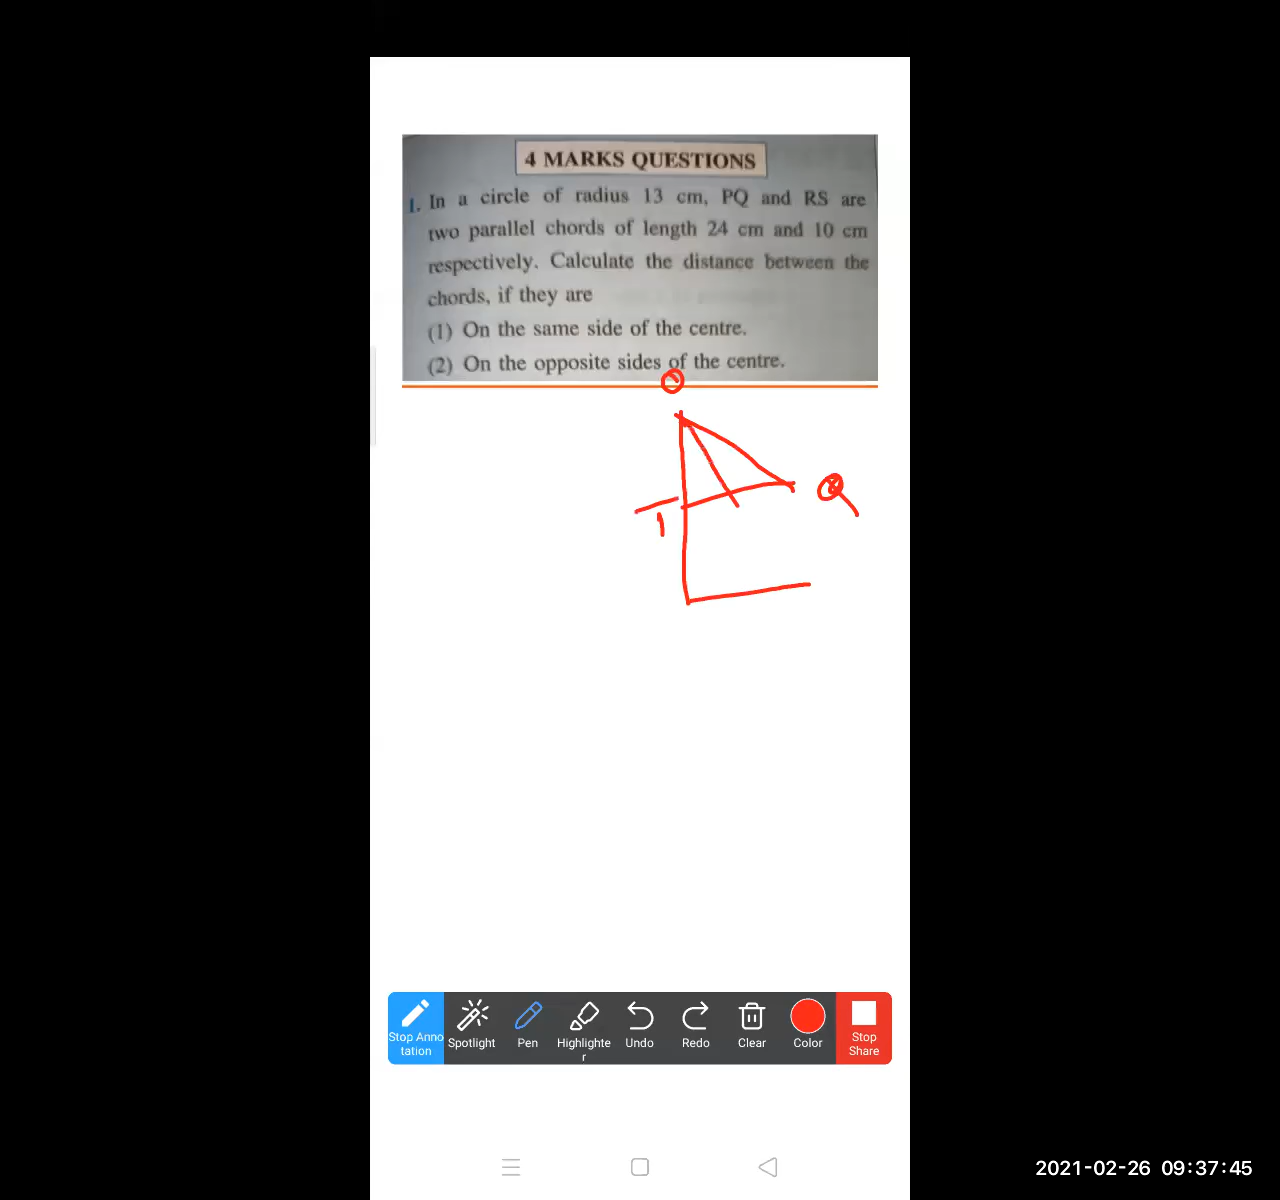 4 MARKS QUESTIONS
1. In a circle of radius 13 cm, PQ and RS are
two parallel chords of length 24 cm and 10 cm
respectively. Calculate the distance between the
chords, if they are
(1) On the same side of the centre.
(2) On the opposite sides of the centre.
O
Q
T
Stop Anno
tation
Spotlight
Pen
Highlighte
r
Undo
Redo
Clear
Color
Stop
Share
2021-02-26 09:37:45